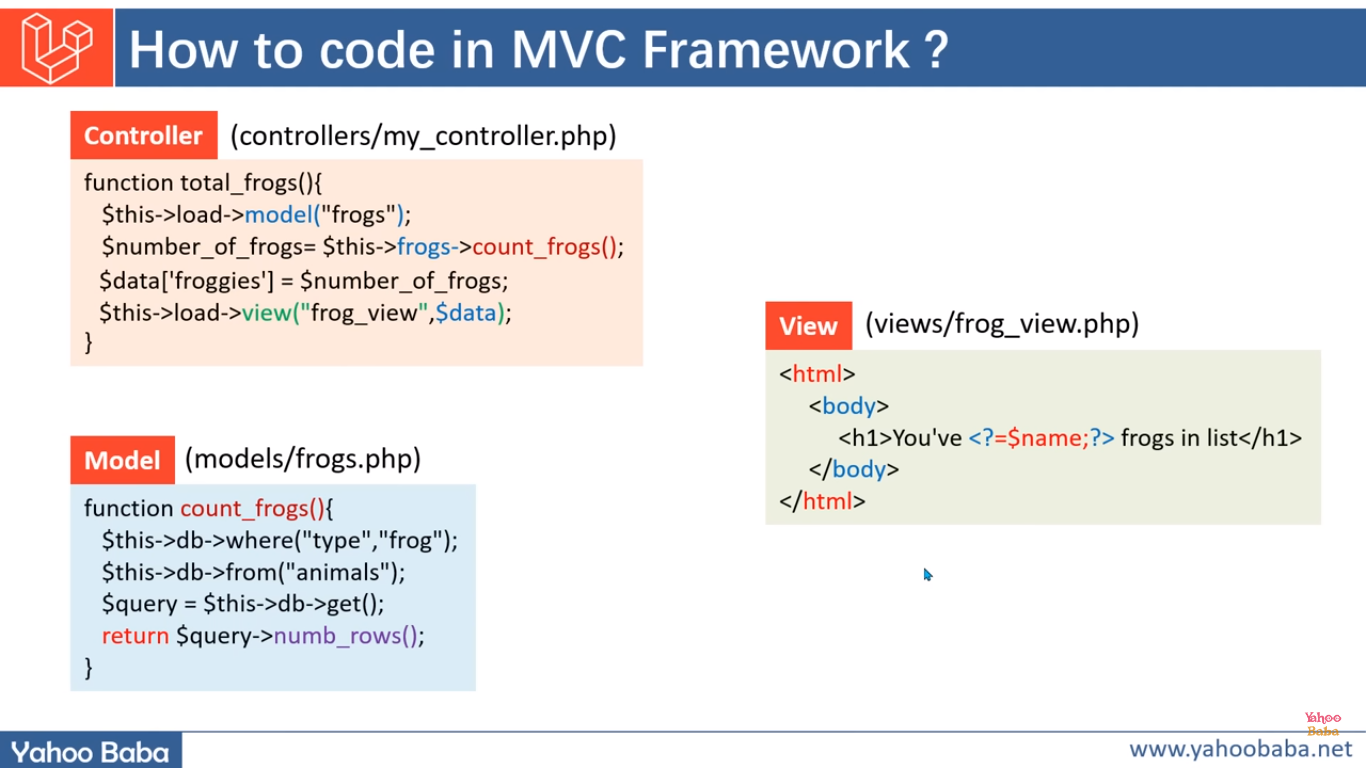 How to code in MVC Framework ?
Controller (controllers/my_controller.php)
function total_frogs(){
$this->load->model("frogs");
$number_of_frogs= $this->frogs->count_frogs();
$data['froggies'] = $number_of_frogs;
$this->load->view("frog_view",$data);
}
Model (models/frogs.php)
function count_frogs(){
$this->db->where("type","frog");
$this->db->from("animals");
$query = $this->db->get();
return $query->numb_rows();
}
View (views/frog_view.php)
<html>
<body>
<h1>You've <?=$name;?> frogs in list</h1>
</body>
</html>
Yahoo
Baba
Yahoo Baba
www.yahoobaba.net